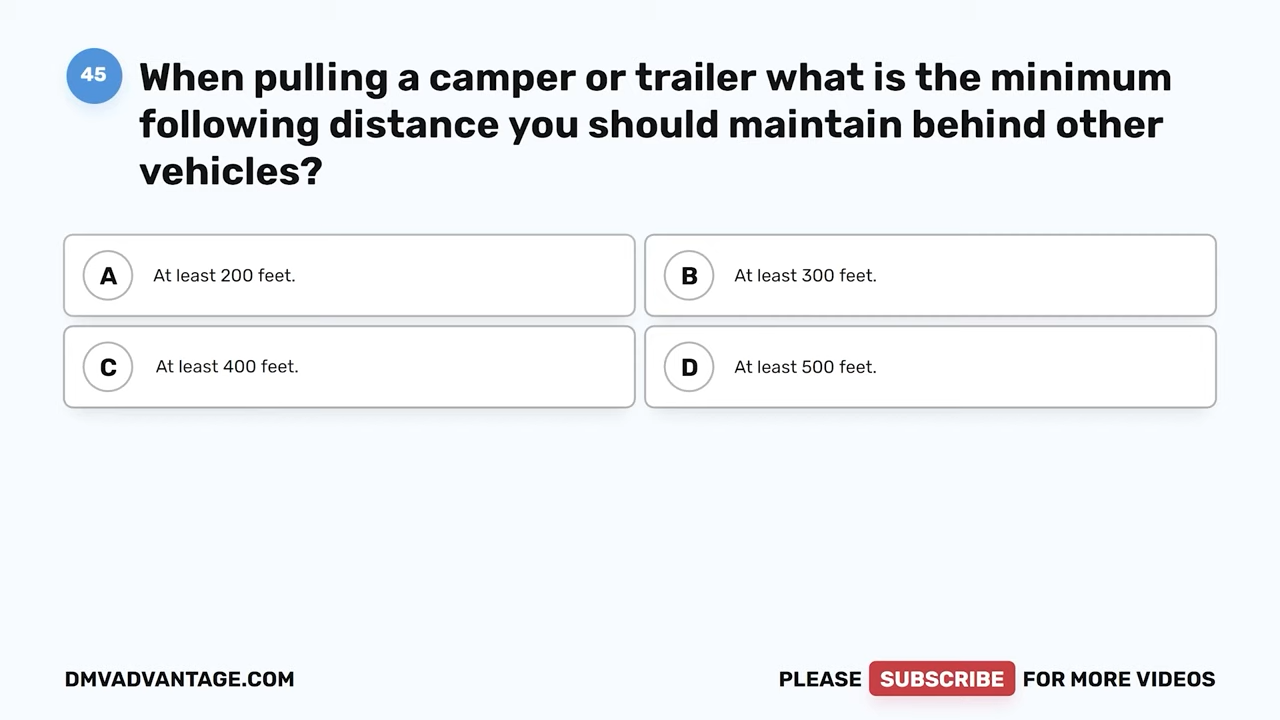 45
When pulling a camper or trailer what is the minimum
following distance you should maintain behind other
vehicles?
A At least 200 feet.
B At least 300 feet.
C At least 400 feet.
D At least 500 feet.
DMVADVANTAGE.COM
PLEASE SUBSCRIBE FOR MORE VIDEOS